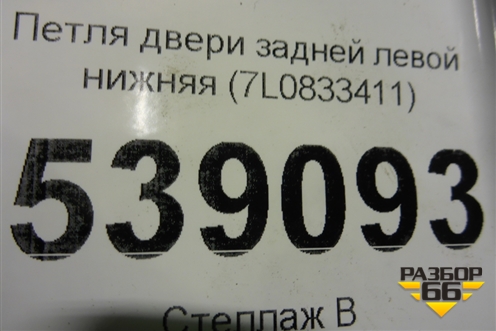 Петля двери задней левой
нижняя (7L0833411)
539093
Стеллаж В
РАЗБОР
66